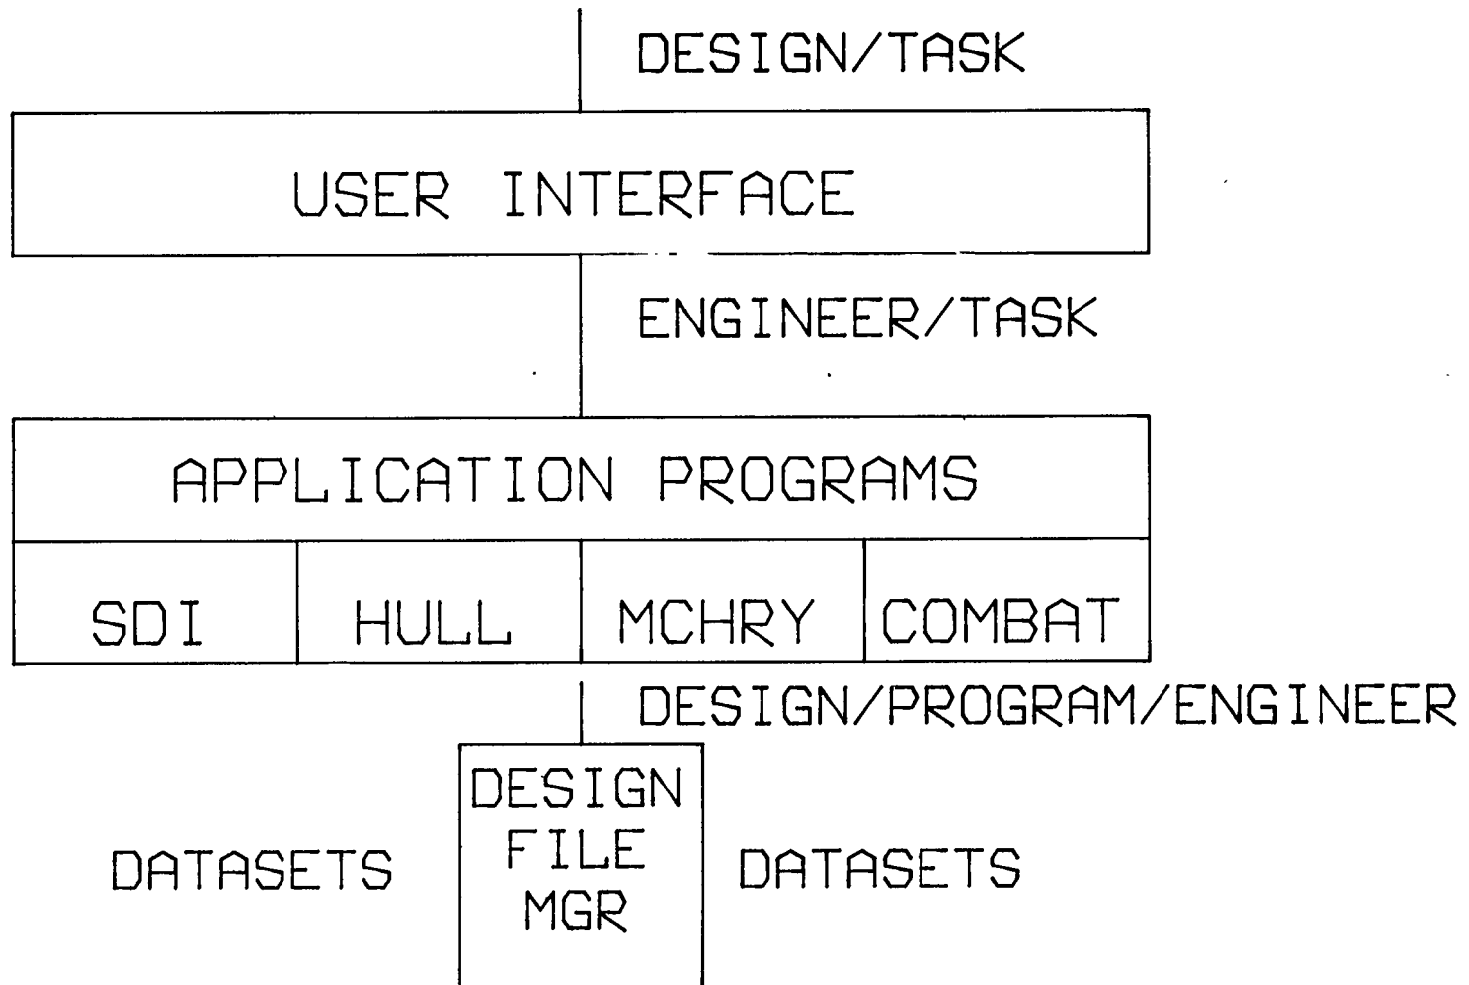 DESIGN/TASK
USER INTERFACE
ENGINEER/TASK
APPLICATION PROGRAMS
SDI HULL MCHRY COMBAT
DESIGN/PROGRAM/ENGINEER
DESIGN
FILE
MGR
DATASETS
DATASETS